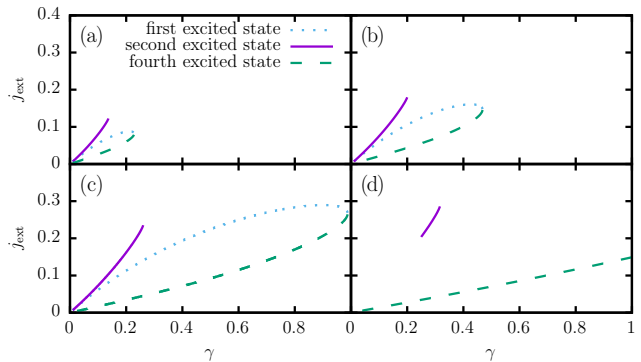 0.4
0.3
0.2
0.1
0
j_ext
(a)
first excited state
second excited state
fourth excited state
(b)
0.3
0.2
0.1
0
j_ext
(c)
(d)
0 0.2 0.4 0.6 0.8 0 0.2 0.4 0.6 0.8 1
γ γ